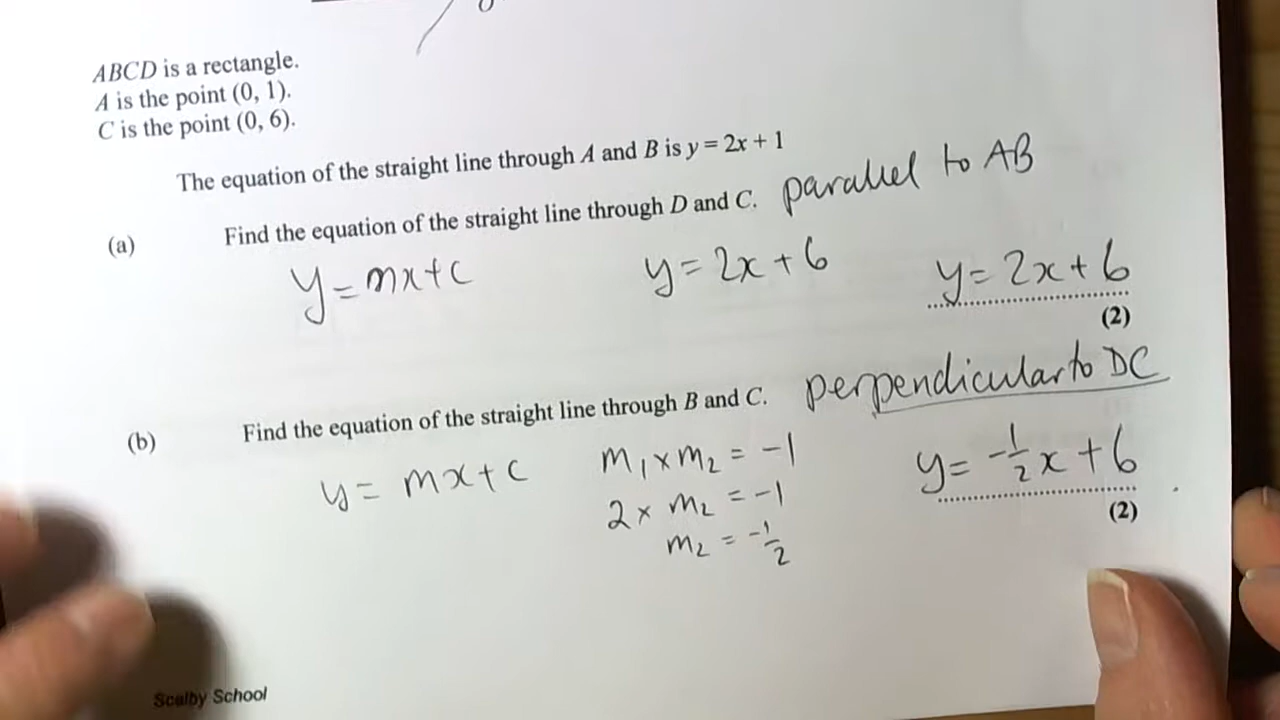 ABCD is a rectangle.
A is the point (0, 1).
C is the point (0, 6).
The equation of the straight line through A and B is y = 2x + 1
(a) Find the equation of the straight line through D and C. parallel to AB
y = mx + c y = 2x + 6 y = 2x + 6
(2)
(b) Find the equation of the straight line through B and C. perpendicular to DC
y = mx + c m₁ × m₂ = -1 y = -½x + 6
2 × m₂ = -1
(2)
m₂ = -½
Scalby School